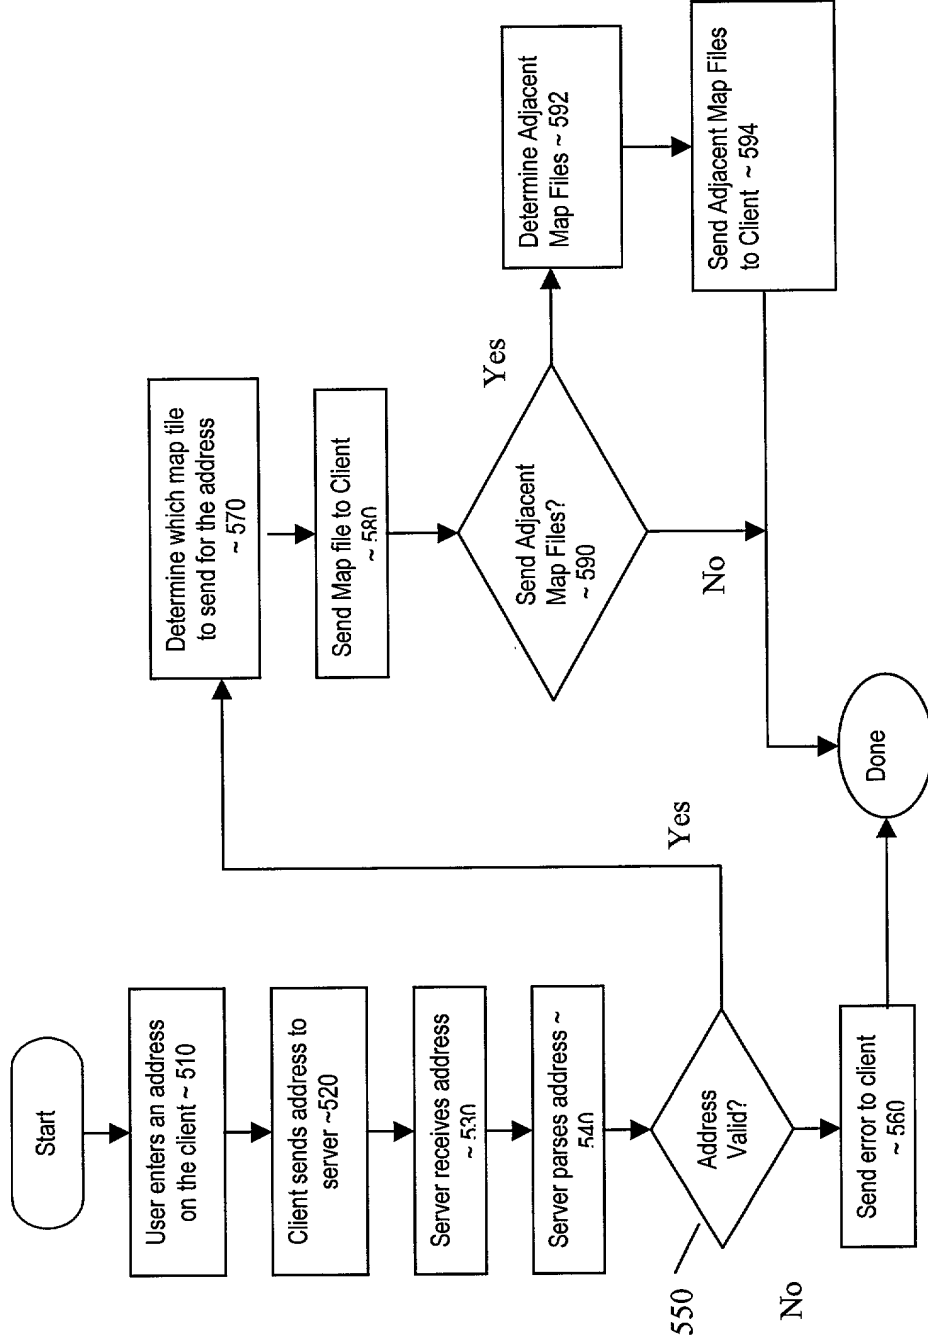 Start
User enters an address
on the client ~ 510
Client sends address to
server ~520
Server receives address
~ 530
Server parses address ~
540
Address
Valid?
550
No
Send error to client
~ 560
Yes
Determine which map tile
to send for the address
~ 570
Send Map file to Client
~ 580
Send Adjacent
Map Files?
~ 590
Yes
No
Determine Adjacent
Map Files ~ 592
Send Adjacent Map Files
to Client ~ 594
Done